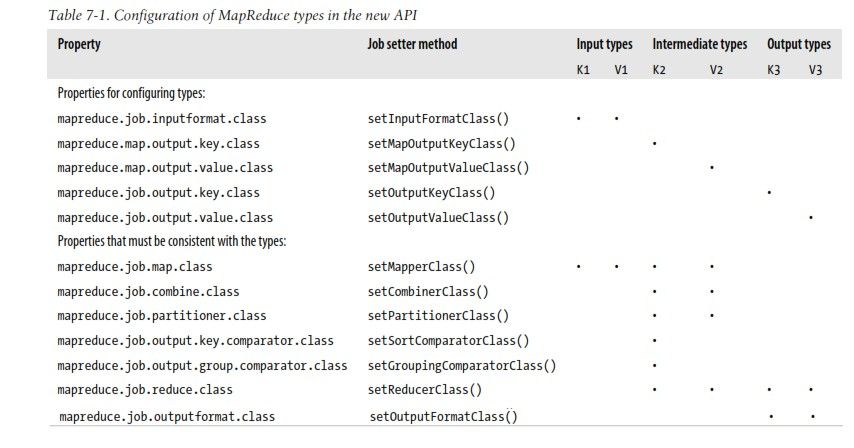 Table 7-1. Configuration of MapReduce types in the new API
Property Job setter method Input types Intermediate types Output types
K1 V1 K2 V2 K3 V3
Properties for configuring types:
mapreduce.job.inputformat.class setInputFormatClass() • •
mapreduce.map.output.key.class setMapOutputKeyClass() •
mapreduce.map.output.value.class setMapOutputValueClass() •
mapreduce.job.output.key.class setOutputKeyClass() •
mapreduce.job.output.value.class setOutputValueClass() •
Properties that must be consistent with the types:
mapreduce.job.map.class setMapperClass() • • • •
mapreduce.job.combine.class setCombinerClass() • •
mapreduce.job.partitioner.class setPartitionerClass() • •
mapreduce.job.output.key.comparator.class setSortComparatorClass() •
mapreduce.job.output.group.comparator.class setGroupingComparatorClass() •
mapreduce.job.reduce.class setReducerClass() • • • •
mapreduce.job.outputformat.class setOutputFormatClass() • •